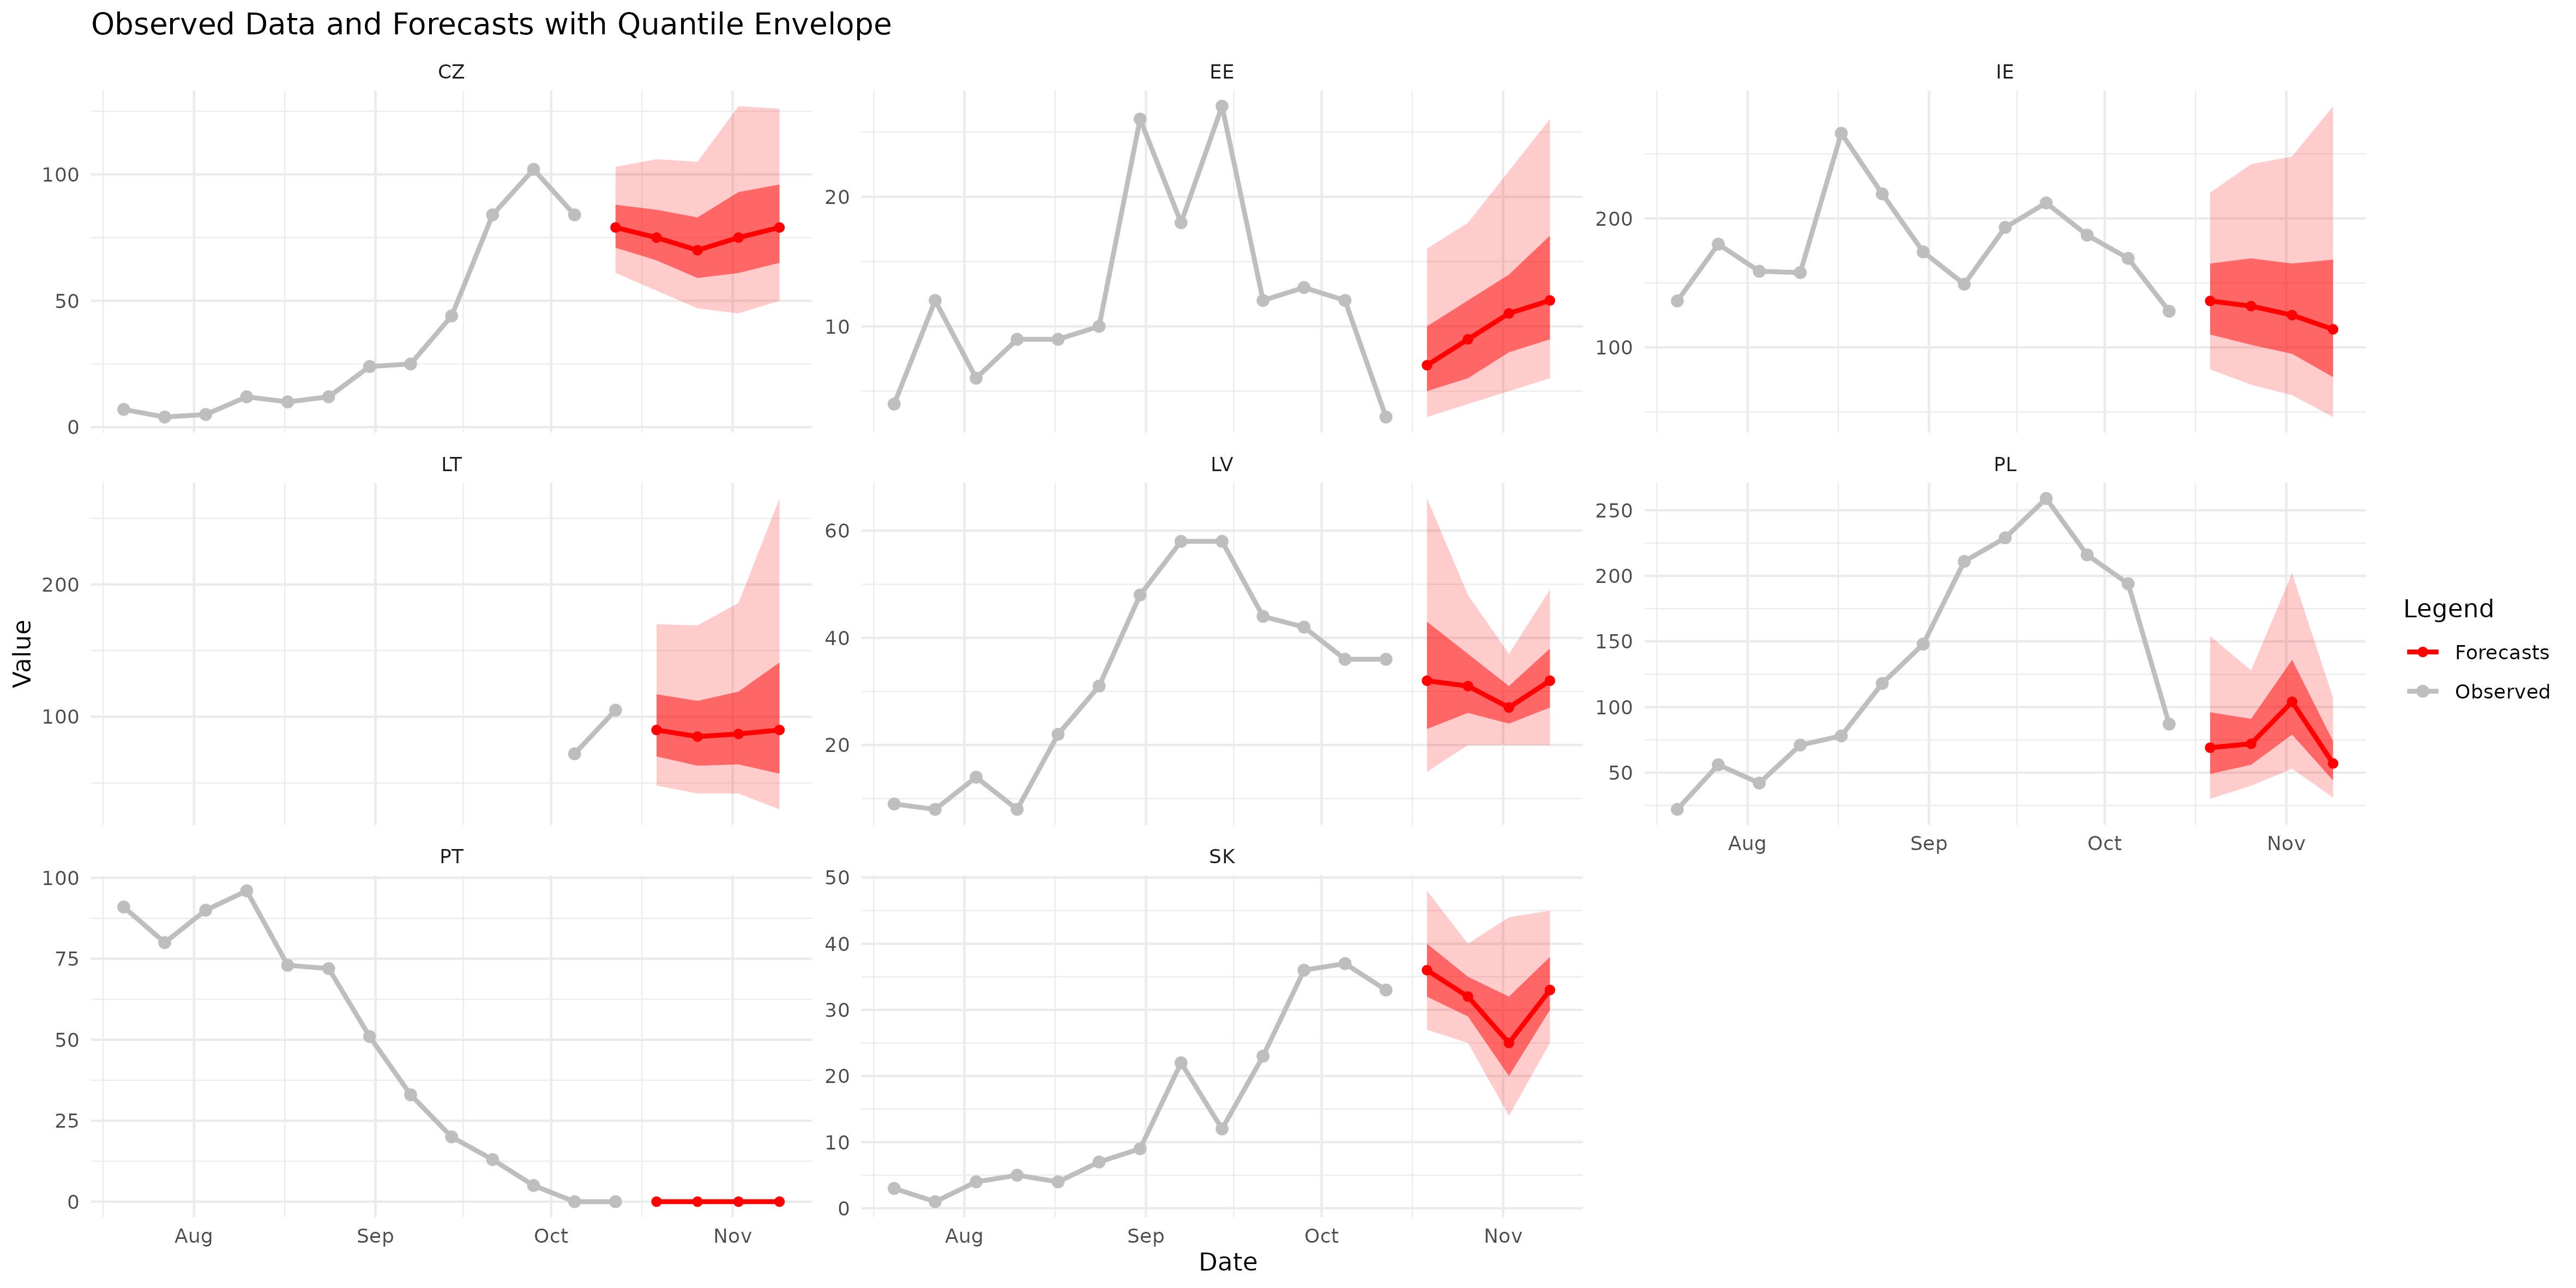 Observed Data and Forecasts with Quantile Envelope
CZ
EE
IE
100
50
0
20
10
200
100
LT
LV
PL
200
100
60
40
20
250
200
150
100
50
Aug Sep Oct Nov
PT
SK
100
75
50
25
0
50
40
30
20
10
0
Aug Sep Oct Nov
Aug Sep Oct Nov
Value
Date
Legend
Forecasts
Observed